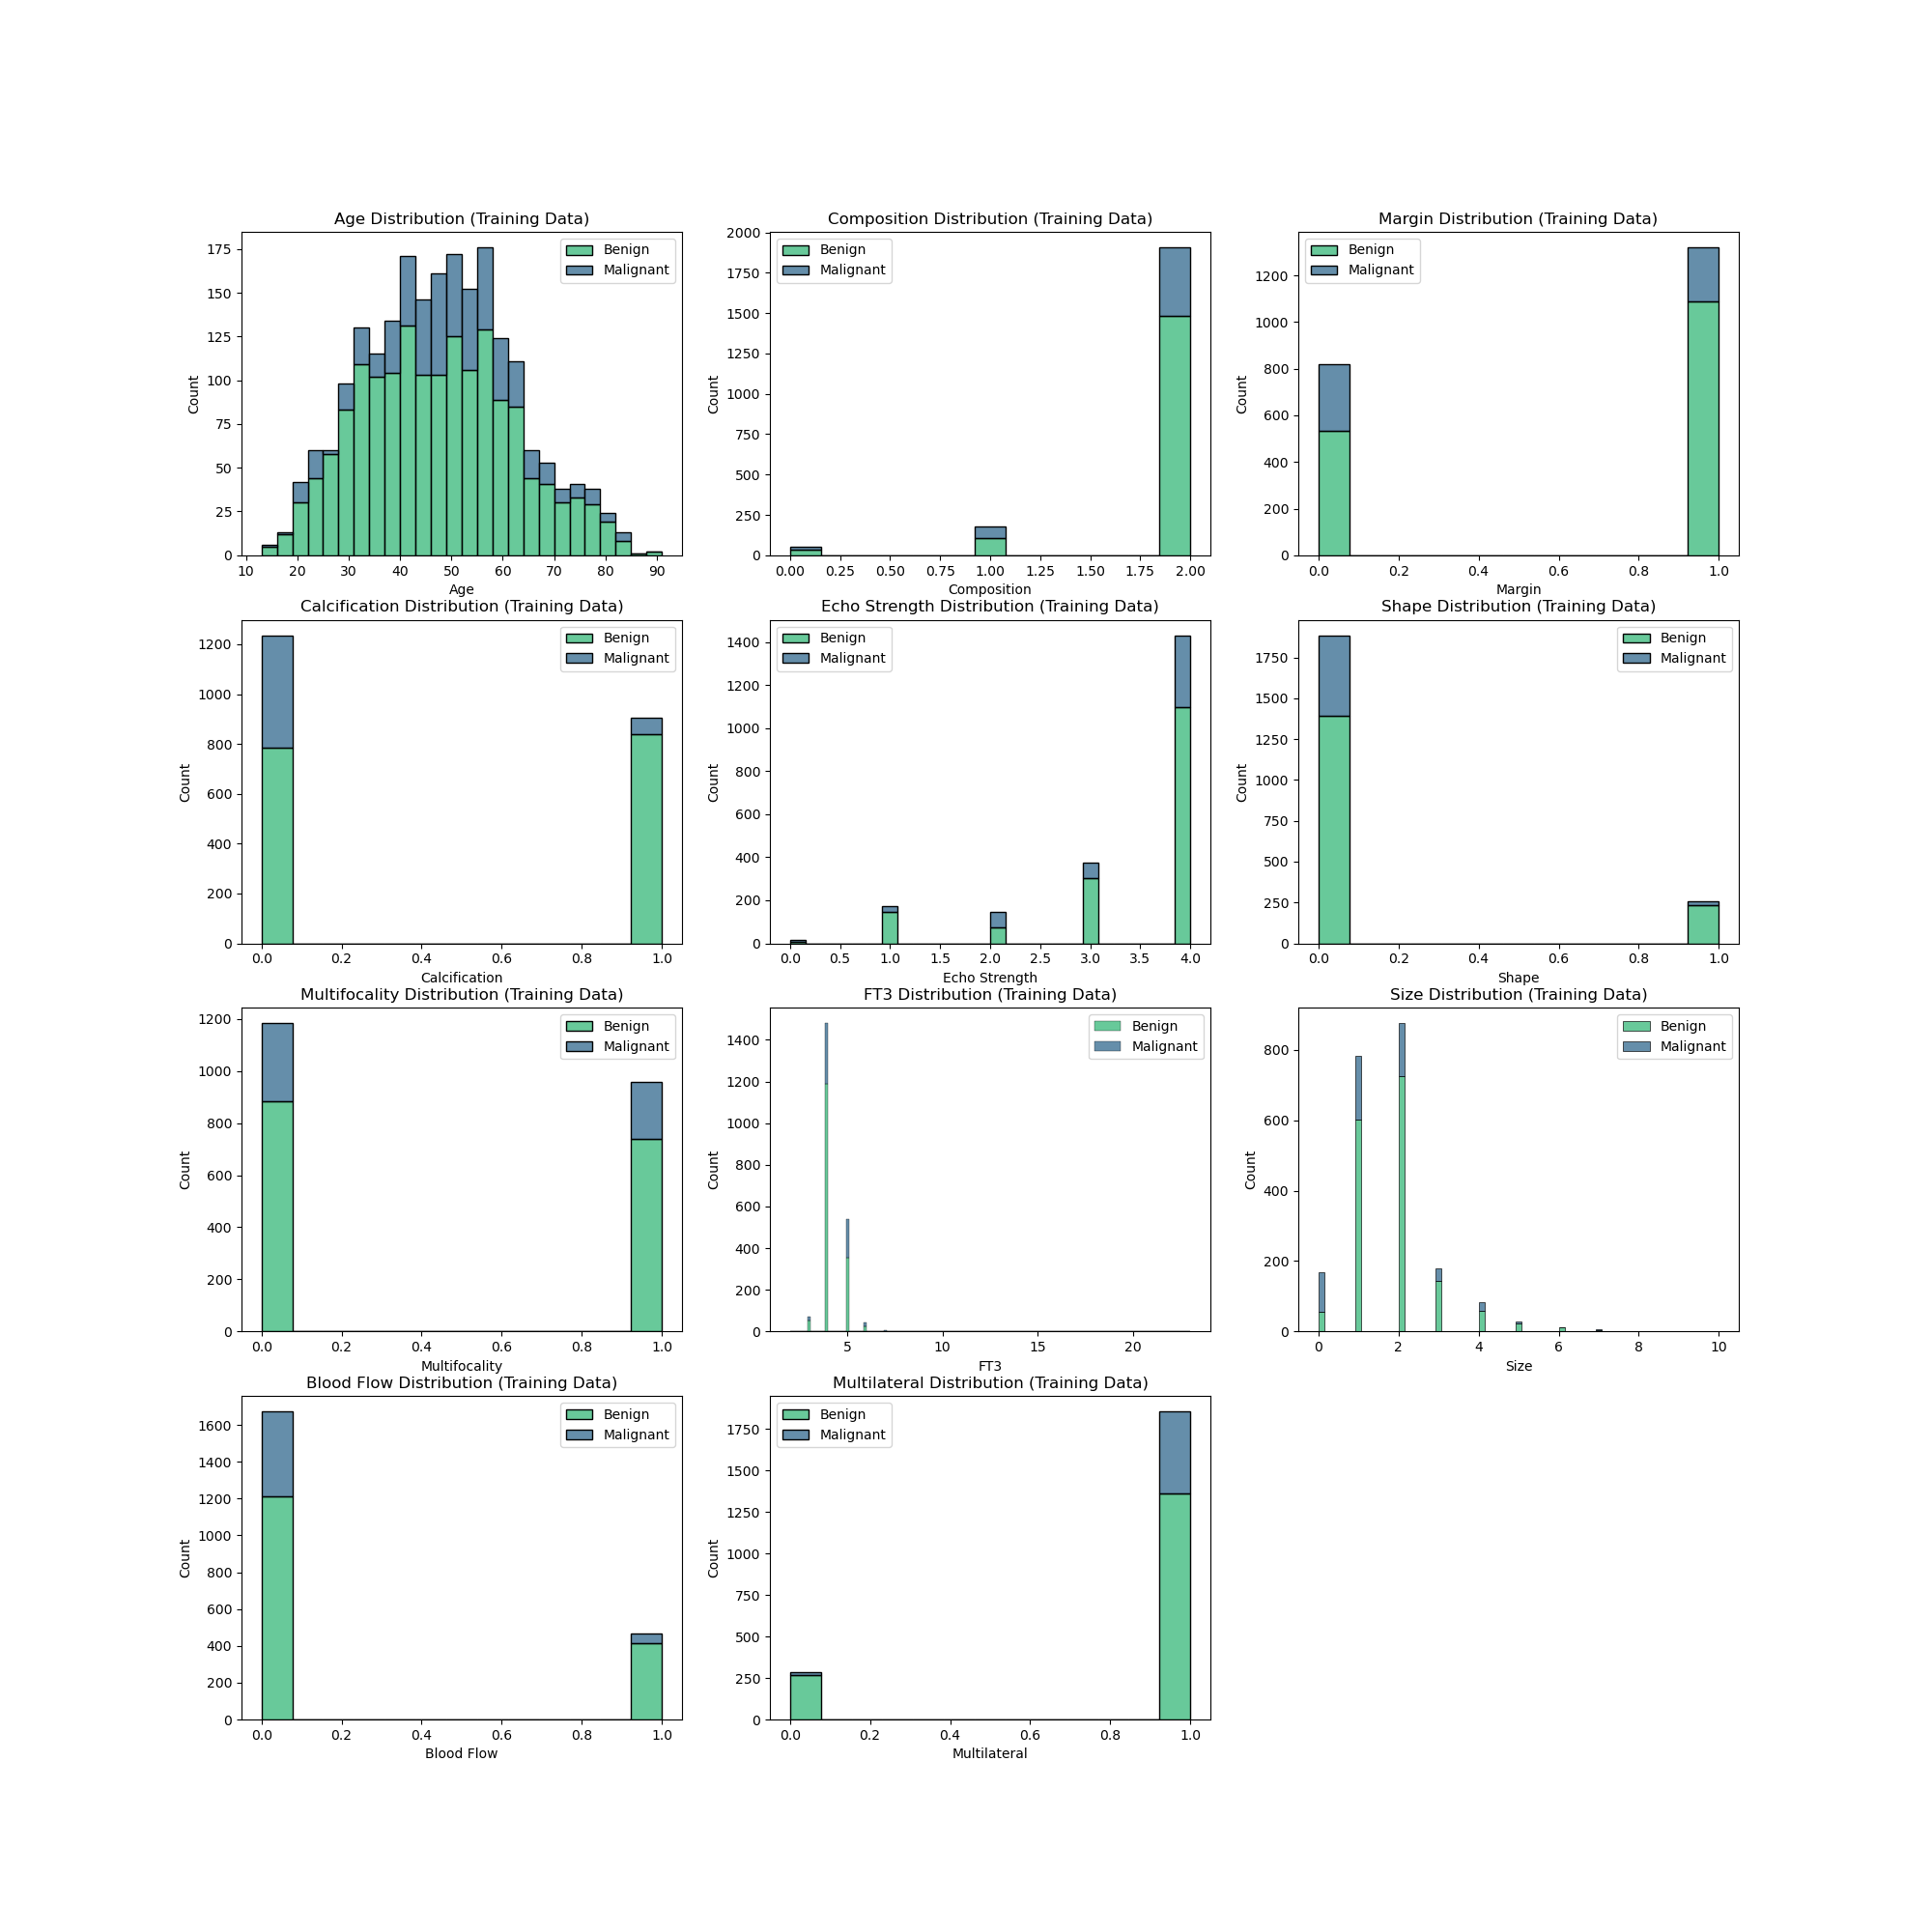 Age Distribution (Training Data)
Count
175
150
125
100
75
50
25
0
Benign
Malignant
10 20 30 40 50 60 70 80 90
Age
Composition Distribution (Training Data)
Count
2000
1750
1500
1250
1000
750
500
250
0
Benign
Malignant
0.00 0.25 0.50 0.75 1.00 1.25 1.50 1.75 2.00
Composition
Margin Distribution (Training Data)
Count
1200
1000
800
600
400
200
0
Benign
Malignant
0.0 0.2 0.4 0.6 0.8 1.0
Margin
Calcification Distribution (Training Data)
Count
1200
1000
800
600
400
200
0
Benign
Malignant
0.0 0.2 0.4 0.6 0.8 1.0
Calcification
Echo Strength Distribution (Training Data)
Count
1400
1200
1000
800
600
400
200
0
Benign
Malignant
0.0 0.5 1.0 1.5 2.0 2.5 3.0 3.5 4.0
Echo Strength
Shape Distribution (Training Data)
Count
1750
1500
1250
1000
750
500
250
0
Benign
Malignant
0.0 0.2 0.4 0.6 0.8 1.0
Shape
Multifocality Distribution (Training Data)
Count
1200
1000
800
600
400
200
0
Benign
Malignant
0.0 0.2 0.4 0.6 0.8 1.0
Multifocality
FT3 Distribution (Training Data)
Count
1400
1200
1000
800
600
400
200
0
Benign
Malignant
5 10 15 20
FT3
Size Distribution (Training Data)
Count
800
600
400
200
0
Benign
Malignant
0 2 4 6 8 10
Size
Blood Flow Distribution (Training Data)
Count
1600
1400
1200
1000
800
600
400
200
0
Benign
Malignant
0.0 0.2 0.4 0.6 0.8 1.0
Blood Flow
Multilateral Distribution (Training Data)
Count
1750
1500
1250
1000
750
500
250
0
Benign
Malignant
0.0 0.2 0.4 0.6 0.8 1.0
Multilateral